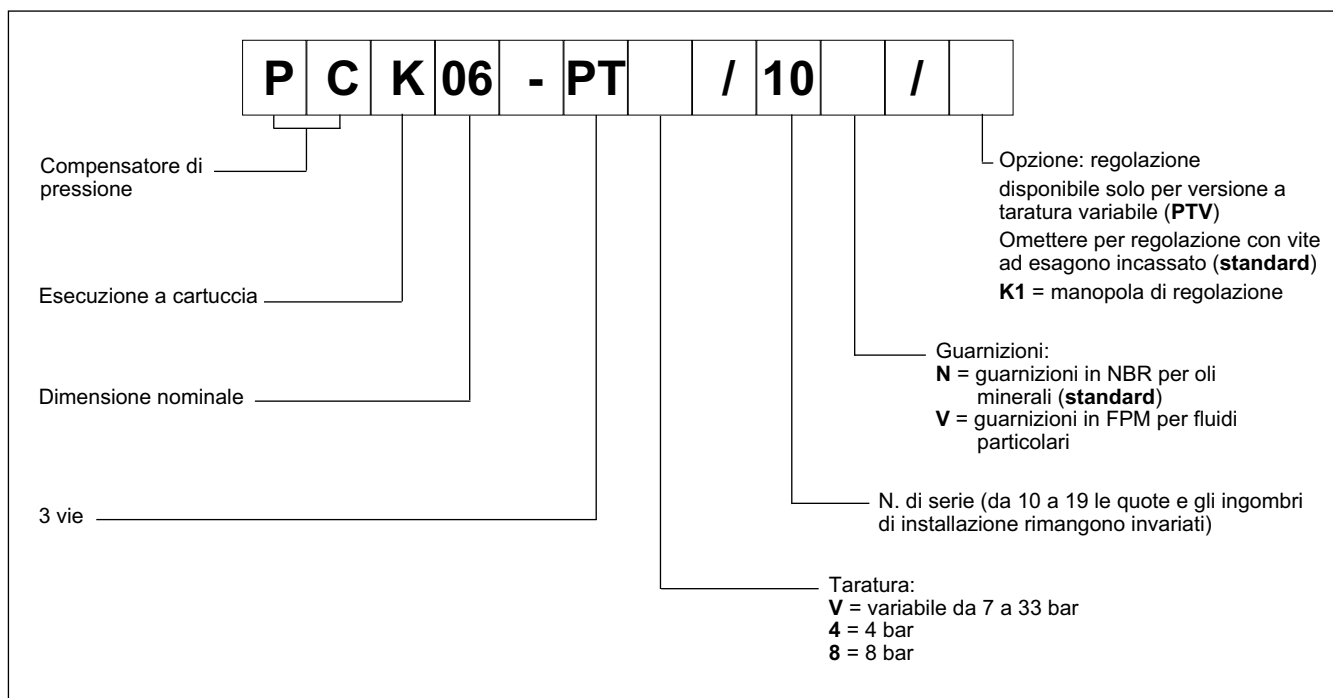 P C K 06 - PT / 10 /
Compensatore di
pressione
Esecuzione a cartuccia
Dimensione nominale
3 vie
Opzione: regolazione
disponibile solo per versione a
taratura variabile (PTV)
Omettere per regolazione con vite
ad esagono incassato (standard)
K1 = manopola di regolazione
Guarnizioni:
N = guarnizioni in NBR per oli
minerali (standard)
V = guarnizioni in FPM per fluidi
particolari
N. di serie (da 10 a 19 le quote e gli ingombri
di installazione rimangono invariati)
Taratura:
V = variabile da 7 a 33 bar
4 = 4 bar
8 = 8 bar